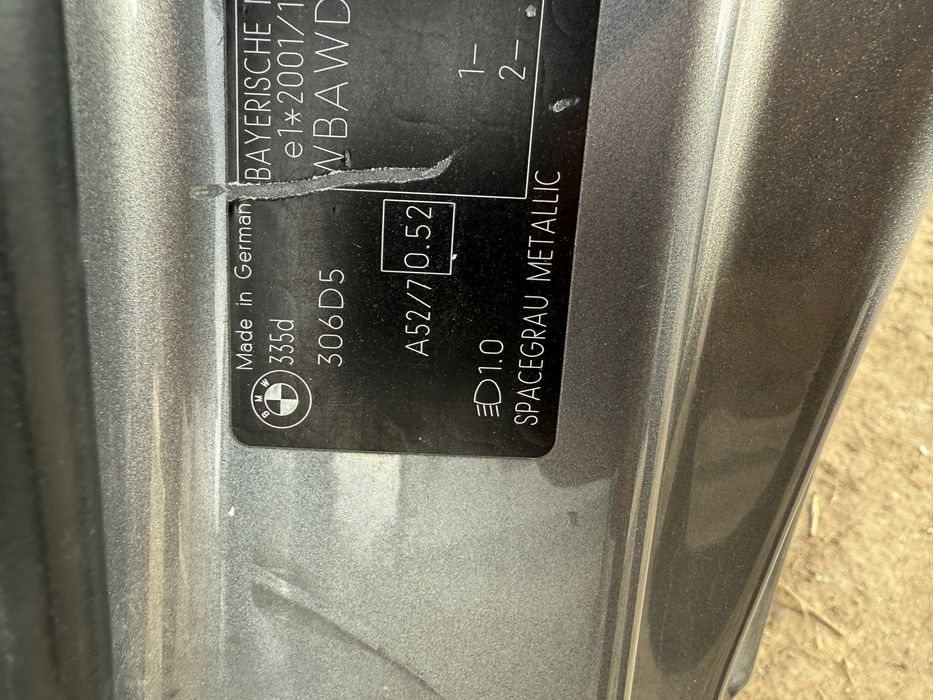 BAYERISCHE
e1*2001/1
WBAWD
1–
2–
Made in Germany
BMW
335d
306D5
A52/7 0.52
1.0
SPACEGRAU METALLIC